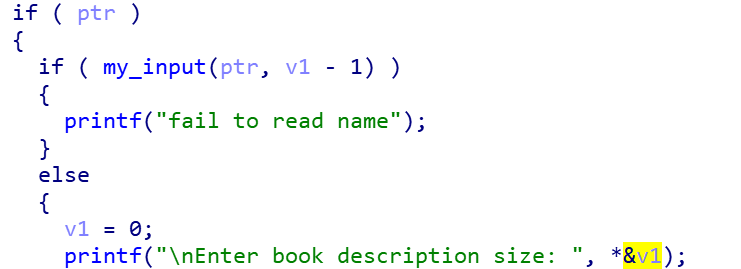 if ( ptr )
{
  if ( my_input(ptr, v1 - 1) )
  {
    printf("fail to read name");
  }
  else
  {
    v1 = 0;
    printf("\nEnter book description size: ", *&v1);